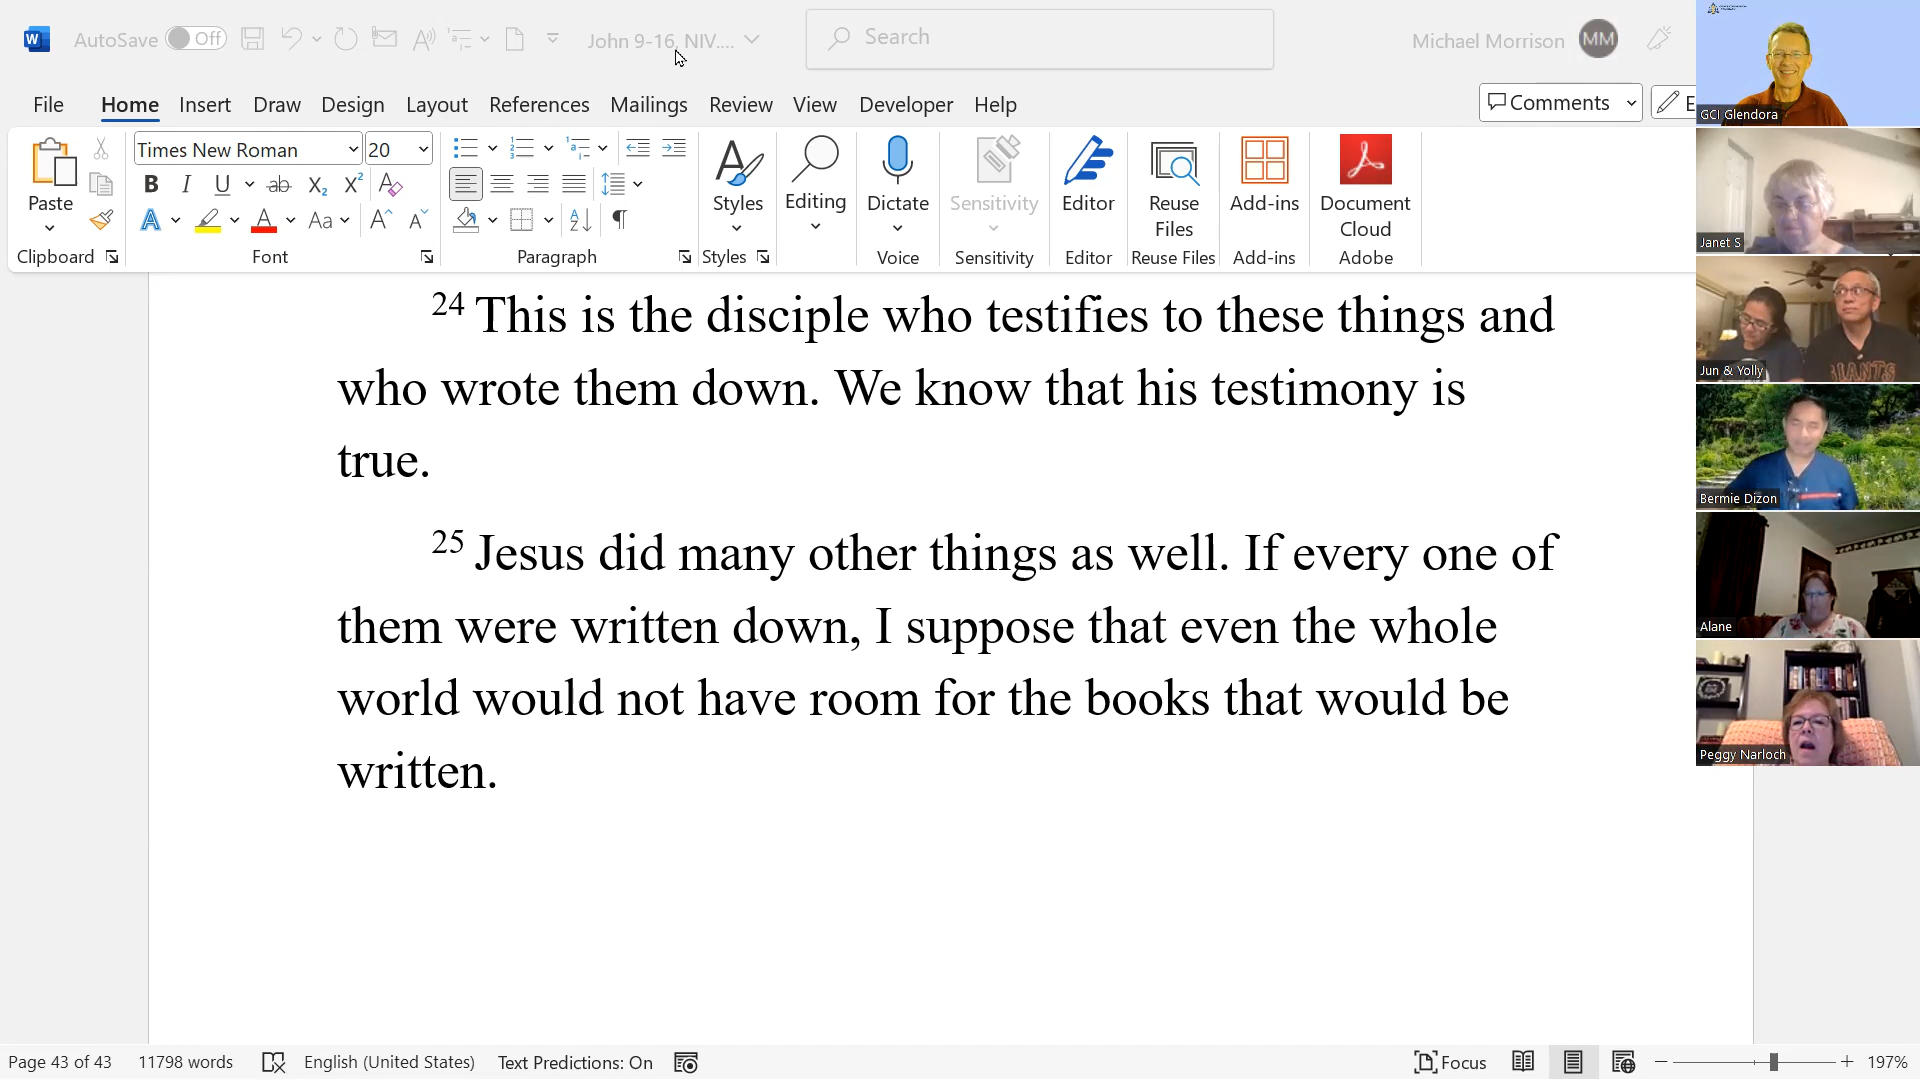 AutoSave Off John 9-16, NIV.... Search Michael Morrison MM
File Home Insert Draw Design Layout References Mailings Review View Developer Help Comments E
Times New Roman 20
Paste Styles Editing Dictate Sensitivity Editor Reuse Files Add-ins Document Cloud
Clipboard Font Paragraph Styles Voice Sensitivity Editor Reuse Files Add-ins Adobe
24 This is the disciple who testifies to these things and
who wrote them down. We know that his testimony is
true.
25 Jesus did many other things as well. If every one of
them were written down, I suppose that even the whole
world would not have room for the books that would be
written.
GCI Glendora
Janet S
Jun & Yolly
GIANTS
Bermie Dizon
Alane
Peggy Narloch
Page 43 of 43 11798 words English (United States) Text Predictions: On Focus 197%